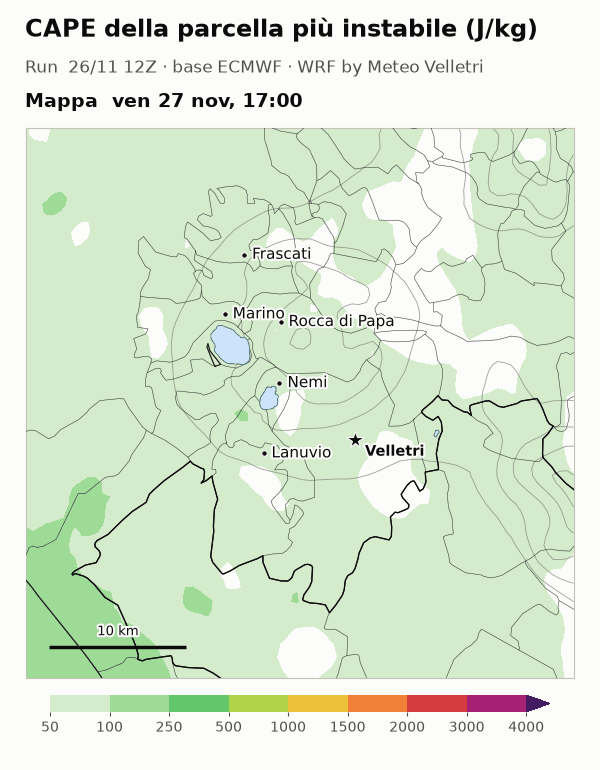 CAPE della parcella più instabile (J/kg)
Run  26/11 12Z · base ECMWF · WRF by Meteo Velletri
Mappa  ven 27 nov, 17:00
Frascati
Marino
Rocca di Papa
Nemi
Velletri
Lanuvio
10 km
50 100 250 500 1000 1500 2000 3000 4000